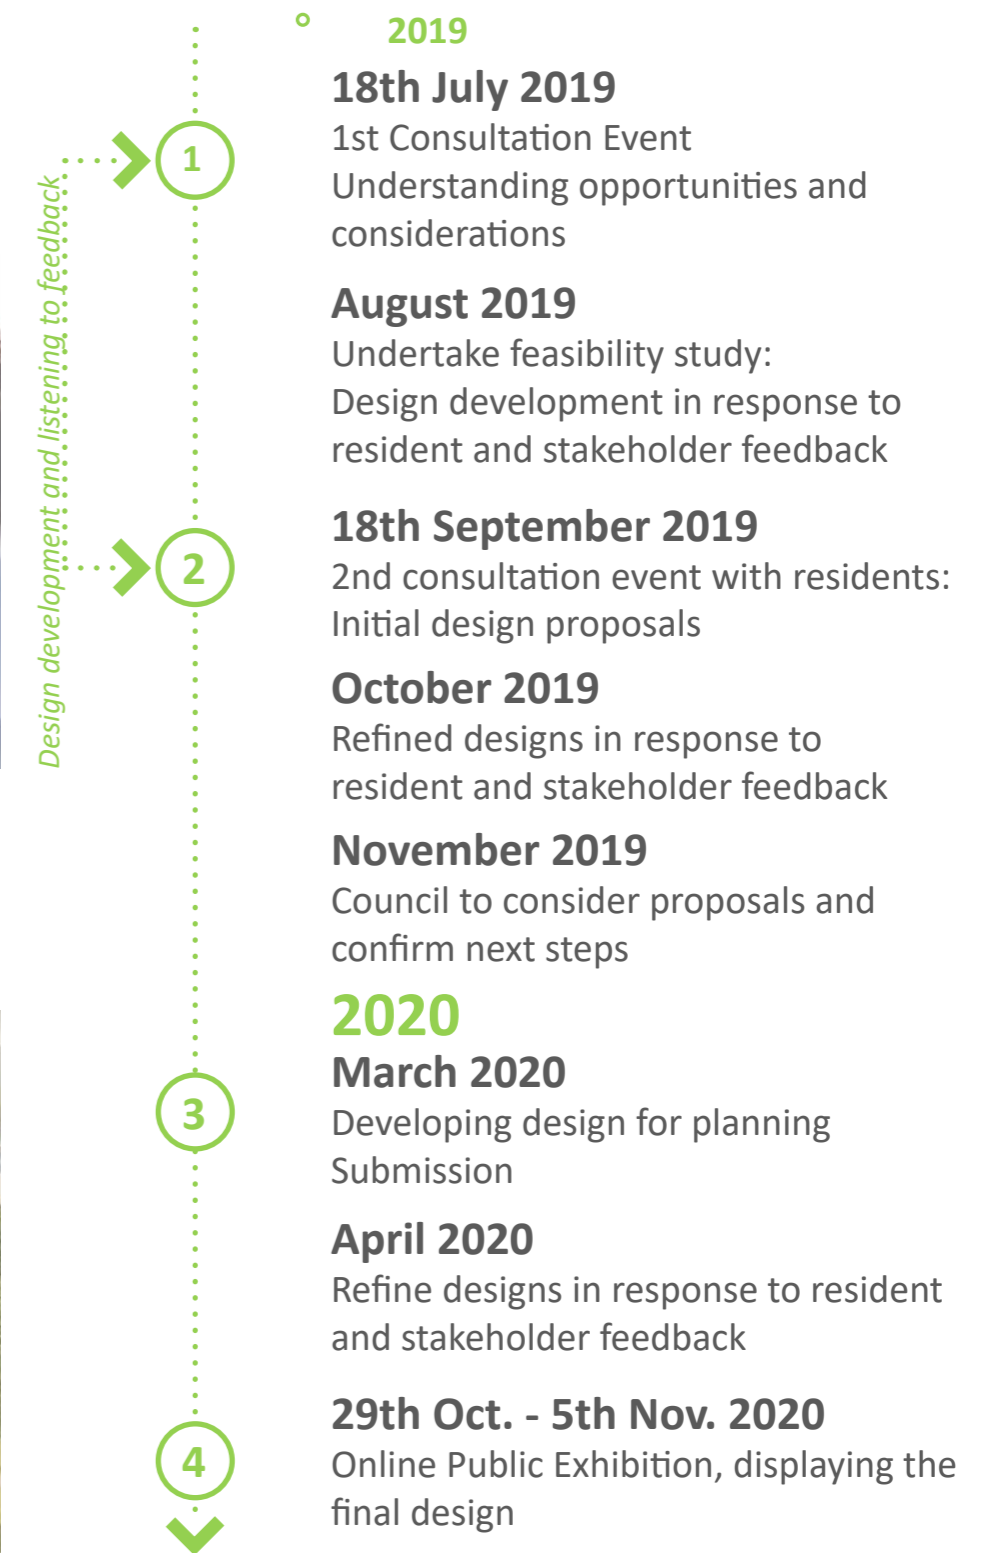 2019
18th July 2019
1
1st Consultation Event
Understanding opportunities and
considerations
Design development and listening to feedback
August 2019
Undertake feasibility study:
Design development in response to
resident and stakeholder feedback
18th September 2019
2
2nd consultation event with residents:
Initial design proposals
October 2019
Refined designs in response to
resident and stakeholder feedback
November 2019
Council to consider proposals and
confirm next steps
2020
March 2020
3
Developing design for planning
Submission
April 2020
Refine designs in response to resident
and stakeholder feedback
29th Oct. - 5th Nov. 2020
4
Online Public Exhibition, displaying the
final design